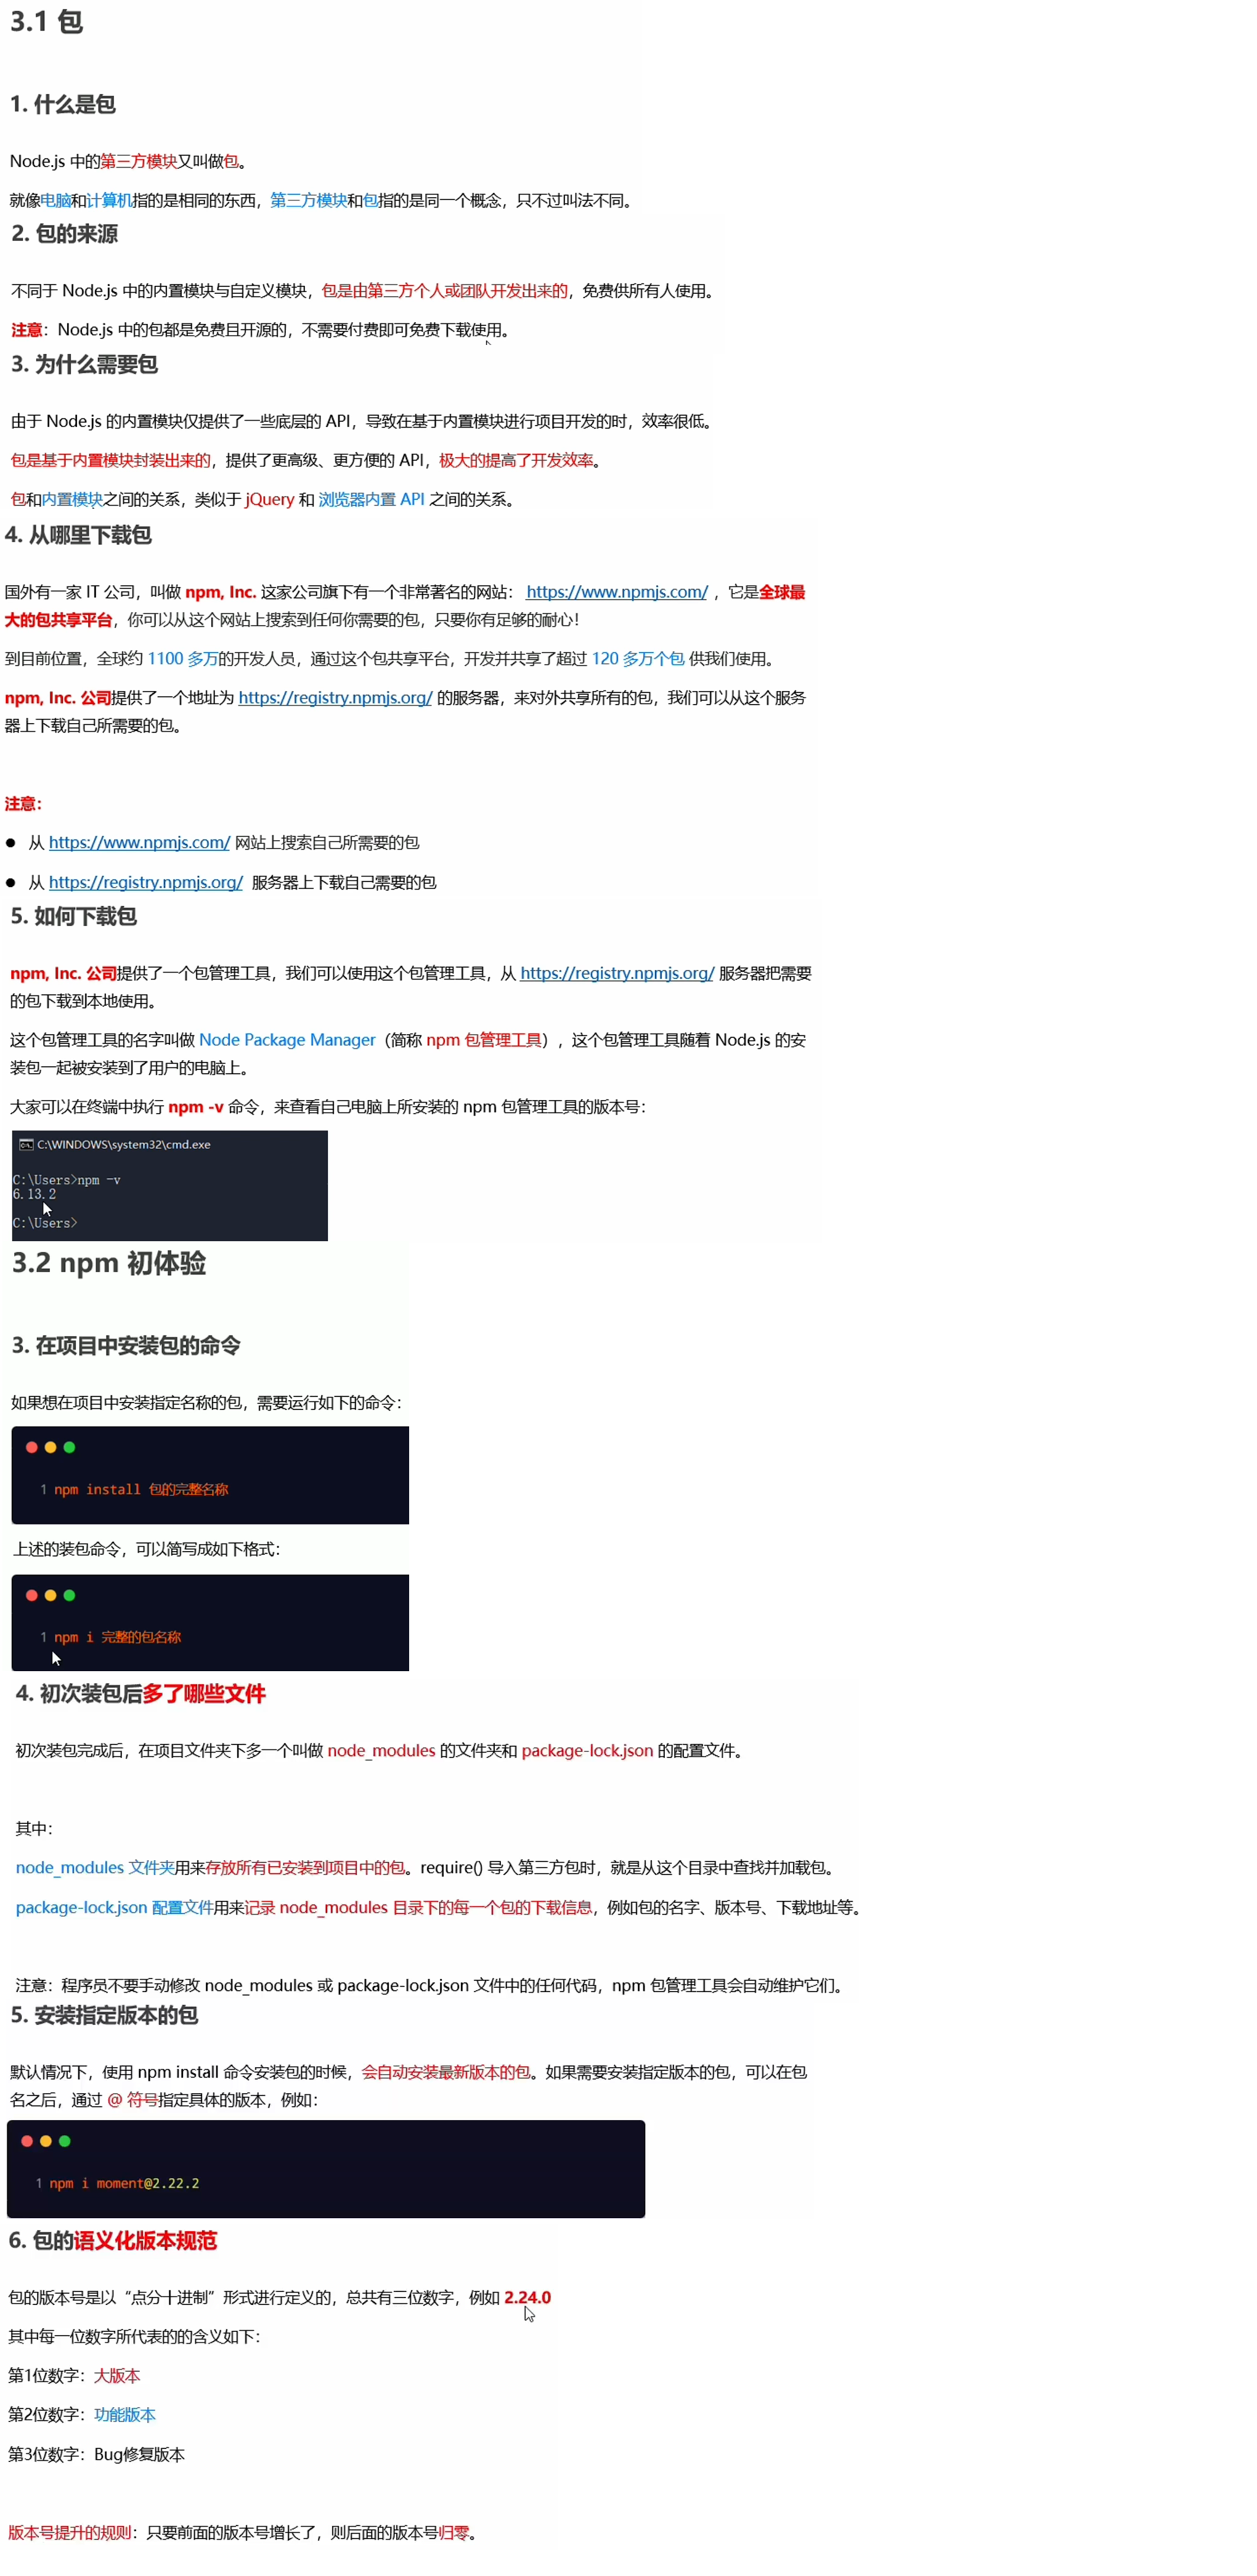 3.1 包
1. 什么是包
Node.js 中的第三方模块又叫做包。
就像电脑和计算机指的是相同的东西，第三方模块和包指的是同一个概念，只不过叫法不同。
2. 包的来源
不同于 Node.js 中的内置模块与自定义模块，包是由第三方个人或团队开发出来的，免费供所有人使用。
注意：Node.js 中的包都是免费且开源的，不需要付费即可免费下载使用。
3. 为什么需要包
由于 Node.js 的内置模块仅提供了一些底层的 API，导致在基于内置模块进行项目开发的时，效率很低。
包是基于内置模块封装出来的，提供了更高级、更方便的 API，极大的提高了开发效率。
包和内置模块之间的关系，类似于 jQuery 和 浏览器内置 API 之间的关系。
4. 从哪里下载包
国外有一家 IT 公司，叫做 npm, Inc. 这家公司旗下有一个非常著名的网站： https://www.npmjs.com/ ，它是全球最
大的包共享平台，你可以从这个网站上搜索到任何你需要的包，只要你有足够的耐心！
到目前位置，全球约 1100 多万的开发人员，通过这个包共享平台，开发并共享了超过 120 多万个包 供我们使用。
npm, Inc. 公司提供了一个地址为 https://registry.npmjs.org/ 的服务器，来对外共享所有的包，我们可以从这个服务
器上下载自己所需要的包。
注意：
● 从 https://www.npmjs.com/ 网站上搜索自己所需要的包
● 从 https://registry.npmjs.org/ 服务器上下载自己需要的包
5. 如何下载包
npm, Inc. 公司提供了一个包管理工具，我们可以使用这个包管理工具，从 https://registry.npmjs.org/ 服务器把需要
的包下载到本地使用。
这个包管理工具的名字叫做 Node Package Manager（简称 npm 包管理工具），这个包管理工具随着 Node.js 的安
装包一起被安装到了用户的电脑上。
大家可以在终端中执行 npm -v 命令，来查看自己电脑上所安装的 npm 包管理工具的版本号：
C:\WINDOWS\system32\cmd.exe
C:\Users>npm -v
6.13.2
C:\Users>
3.2 npm 初体验
3. 在项目中安装包的命令
如果想在项目中安装指定名称的包，需要运行如下的命令：
1 npm install 包的完整名称
上述的装包命令，可以简写成如下格式：
1 npm i 完整的包名称
4. 初次装包后多了哪些文件
初次装包完成后，在项目文件夹下多一个叫做 node_modules 的文件夹和 package-lock.json 的配置文件。
其中：
node_modules 文件夹用来存放所有已安装到项目中的包。require() 导入第三方包时，就是从这个目录中查找并加载包。
package-lock.json 配置文件用来记录 node_modules 目录下的每一个包的下载信息，例如包的名字、版本号、下载地址等。
注意：程序员不要手动修改 node_modules 或 package-lock.json 文件中的任何代码，npm 包管理工具会自动维护它们。
5. 安装指定版本的包
默认情况下，使用 npm install 命令安装包的时候，会自动安装最新版本的包。如果需要安装指定版本的包，可以在包
名之后，通过 @ 符号指定具体的版本，例如：
1 npm i moment@2.22.2
6. 包的语义化版本规范
包的版本号是以“点分十进制”形式进行定义的，总共有三位数字，例如 2.24.0
其中每一位数字所代表的的含义如下：
第1位数字：大版本
第2位数字：功能版本
第3位数字：Bug修复版本
版本号提升的规则：只要前面的版本号增长了，则后面的版本号归零。